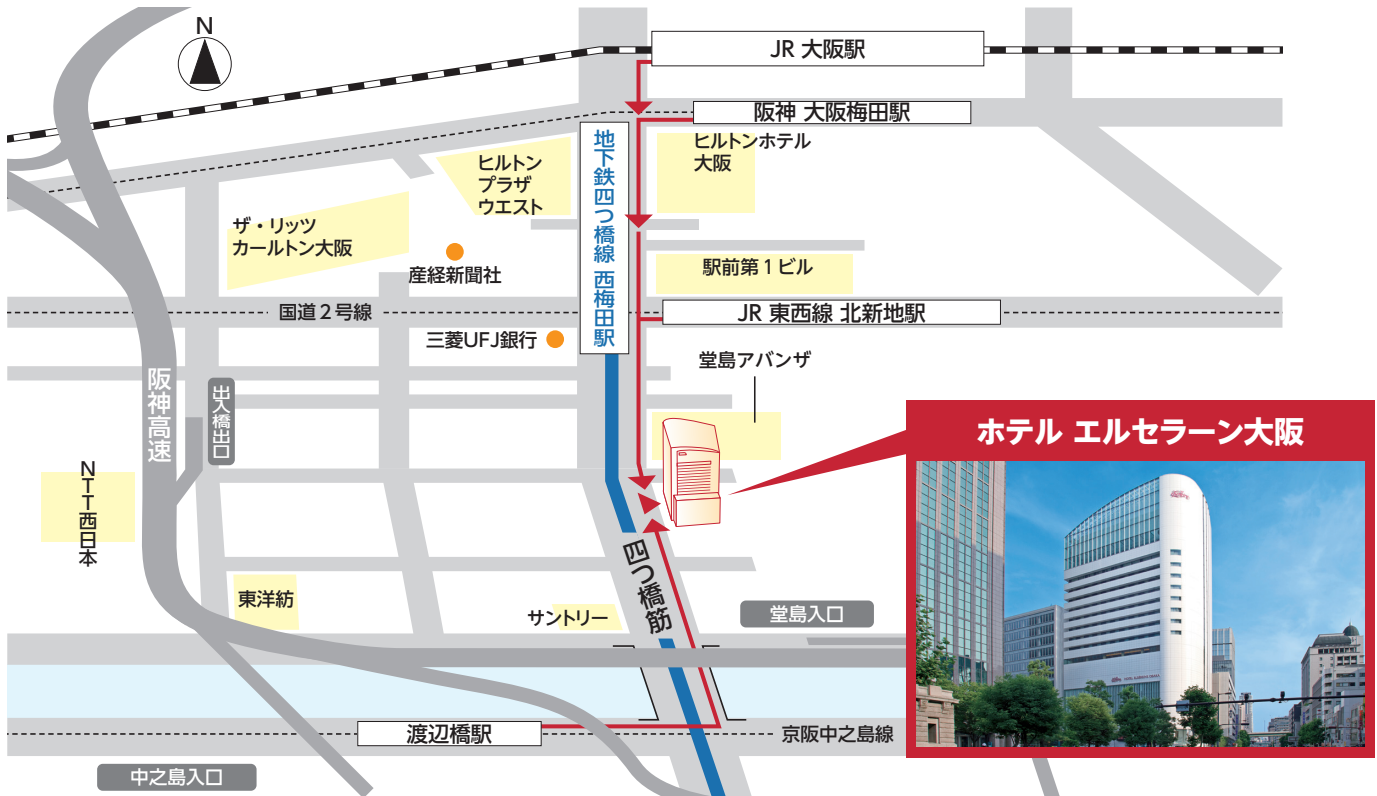 N
JR 大阪駅
阪神 大阪梅田駅
ヒルトンホテル
大阪
ヒルトン
プラザ
ウエスト
地下鉄四つ橋線 西梅田駅
ザ・リッツ
カールトン大阪
産経新聞社
駅前第1ビル
国道2号線
JR 東西線 北新地駅
三菱UFJ銀行
堂島アバンザ
阪神高速
出入橋出口
ホテル エルセラーン大阪
NTT西日本
四つ橋筋
東洋紡
サントリー
堂島入口
渡辺橋駅
京阪中之島線
中之島入口